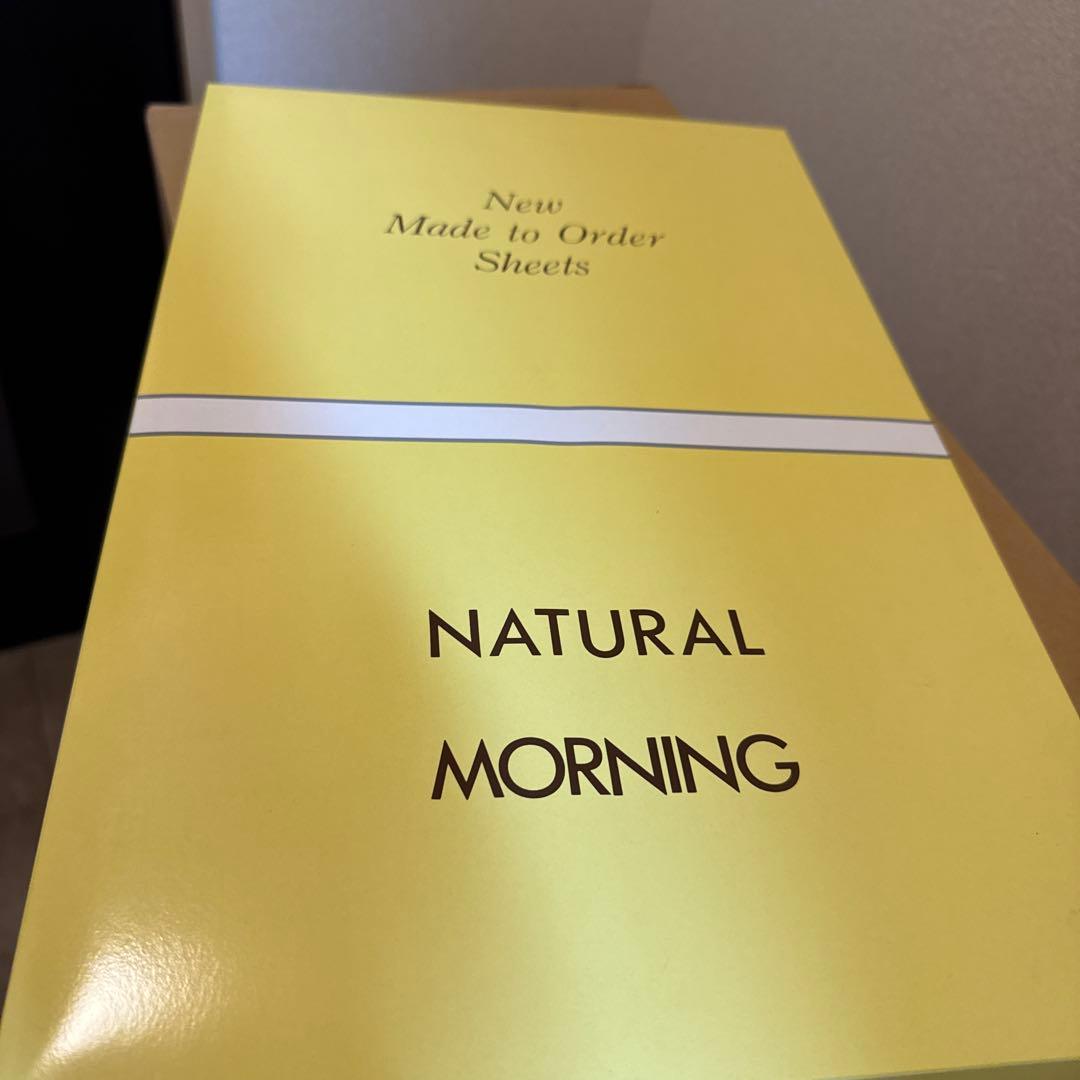 New
Made to Order
Sheets
NATURAL
MORNING